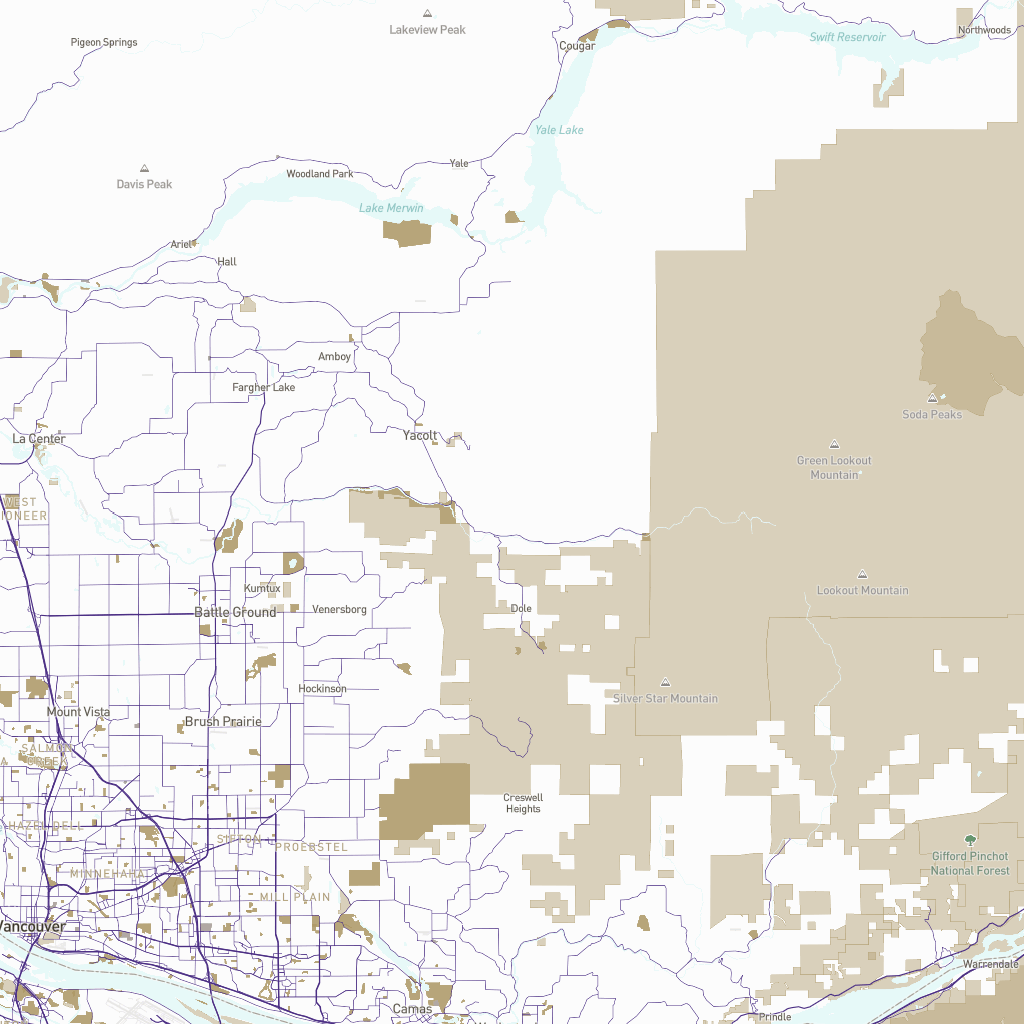 Lakeview Peak
Northwoods
Swift Reservoir
Pigeon Springs
Cougar
Yale Lake
Yale
Woodland Park
Davis Peak
Lake Merwin
Ariel
Hall
Amboy
Fargher Lake
Soda Peaks
La Center
Yacolt
Green Lookout
Mountain
WEST
IONEER
Kumtux
Lookout Mountain
Battle Ground
Venersborg
Dole
Hockinson
Silver Star Mountain
Mount Vista
Brush Prairie
SALMON
CREEK
A
Creswell
Heights
HAZEL DELL
SIFTON
PROEBSTEL
Gifford Pinchot
National Forest
MINNEHAHA
MILL PLAIN
Vancouver
Warrendale
Camas
Prindle